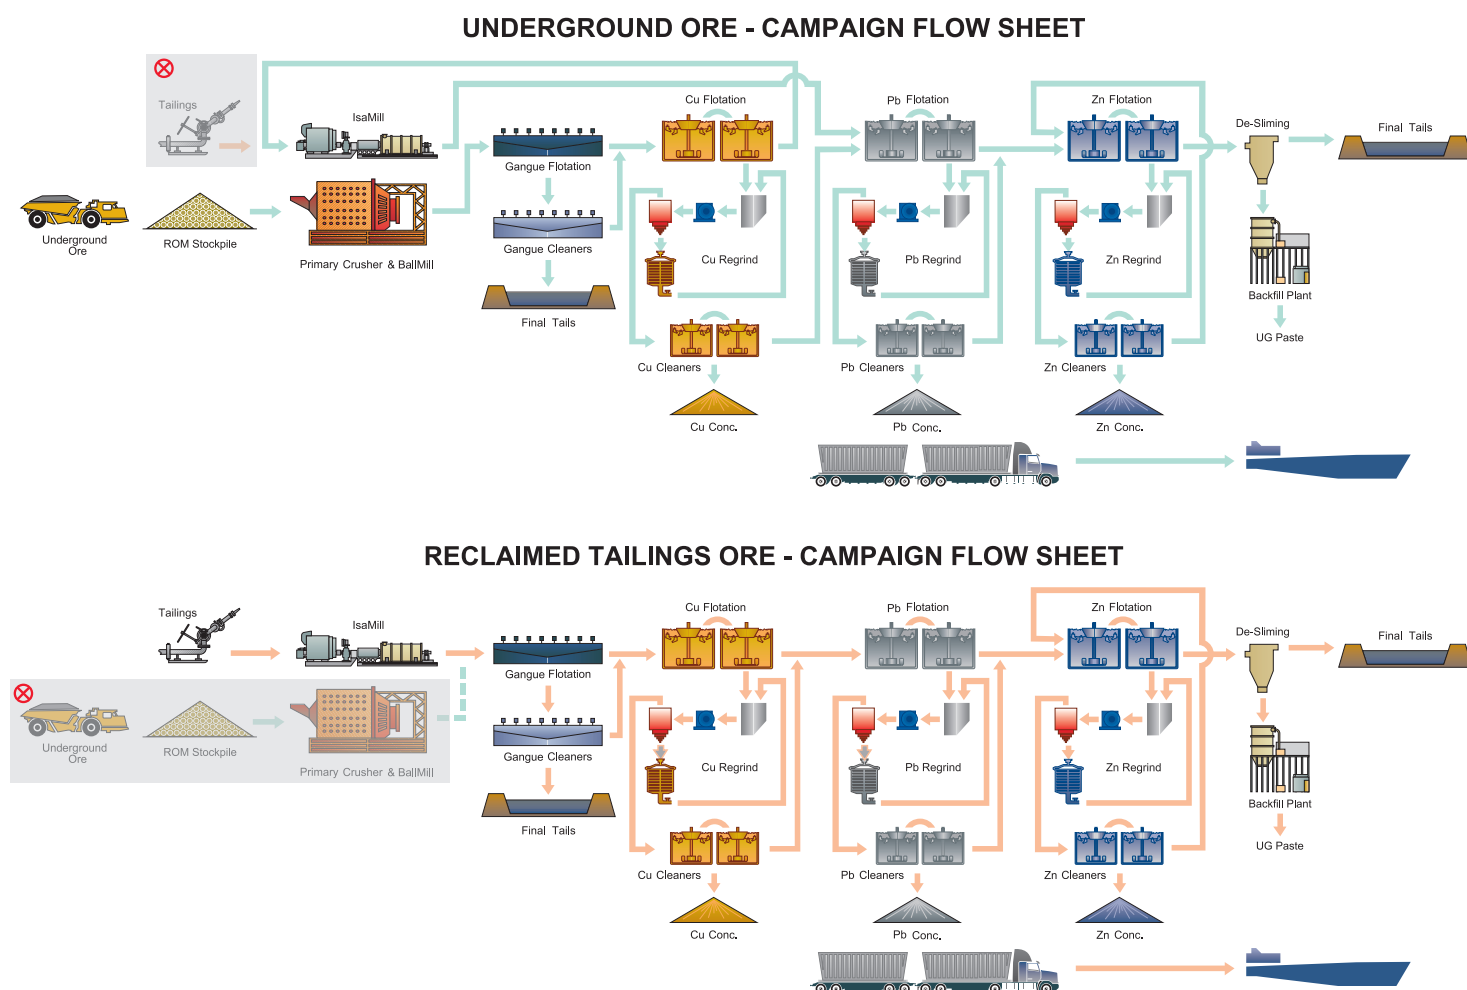 UNDERGROUND ORE - CAMPAIGN FLOW SHEET
Tailings
IsaMill
Cu Flotation
Pb Flotation
Zn Flotation
De-Sliming
Final Tails
Gangue Flotation
Underground
Ore
ROM Stockpile
Primary Crusher & BallMill
Gangue Cleaners
Cu Regrind
Pb Regrind
Zn Regrind
Backfill Plant
Final Tails
UG Paste
Cu Cleaners
Pb Cleaners
Zn Cleaners
Cu Conc.
Pb Conc.
Zn Conc.
RECLAIMED TAILINGS ORE - CAMPAIGN FLOW SHEET
Tailings
IsaMill
Cu Flotation
Pb Flotation
Zn Flotation
De-Sliming
Final Tails
Gangue Flotation
Underground
Ore
ROM Stockpile
Primary Crusher & BallMill
Gangue Cleaners
Cu Regrind
Pb Regrind
Zn Regrind
Backfill Plant
Final Tails
UG Paste
Cu Cleaners
Pb Cleaners
Zn Cleaners
Cu Conc.
Pb Conc.
Zn Conc.